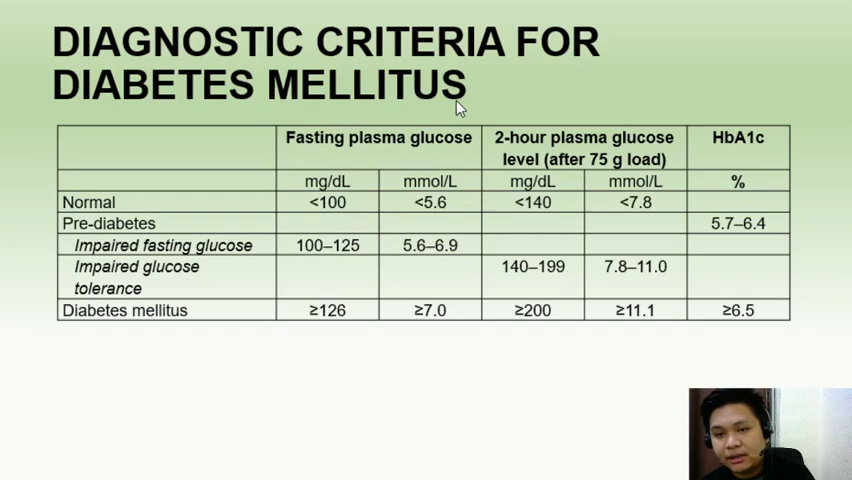 DIAGNOSTIC CRITERIA FOR
DIABETES MELLITUS
Fasting plasma glucose 2-hour plasma glucose level (after 75 g load) HbA1c
mg/dL mmol/L mg/dL mmol/L %
Normal <100 <5.6 <140 <7.8
Pre-diabetes 5.7–6.4
Impaired fasting glucose 100–125 5.6–6.9
Impaired glucose tolerance 140–199 7.8–11.0
Diabetes mellitus ≥126 ≥7.0 ≥200 ≥11.1 ≥6.5